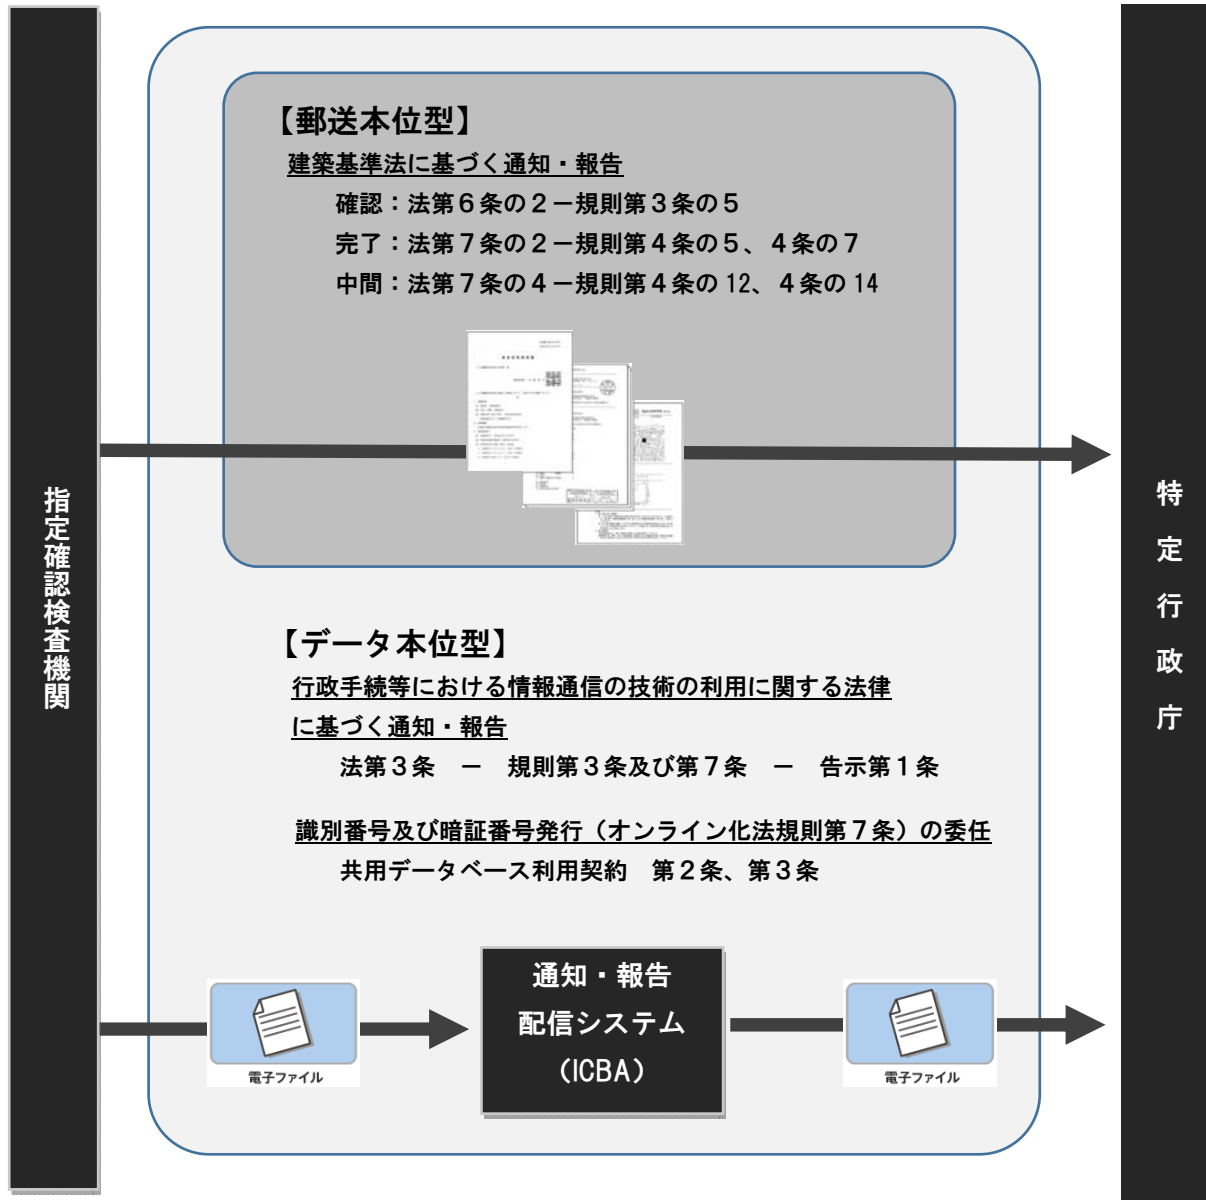 指定確認検査機関
【郵送本位型】
建築基準法に基づく通知・報告
確認：法第６条の２－規則第３条の５
完了：法第７条の２－規則第４条の５、４条の７
中間：法第７条の４－規則第４条の12、４条の14
【データ本位型】
行政手続等における情報通信の技術の利用に関する法律
に基づく通知・報告
法第３条　－　規則第３条及び第７条　－　告示第１条
識別番号及び暗証番号発行（オンライン化法規則第７条）の委任
共用データベース利用契約　第２条、第３条
電子ファイル
通知・報告
配信システム
（ICBA）
電子ファイル
特定行政庁